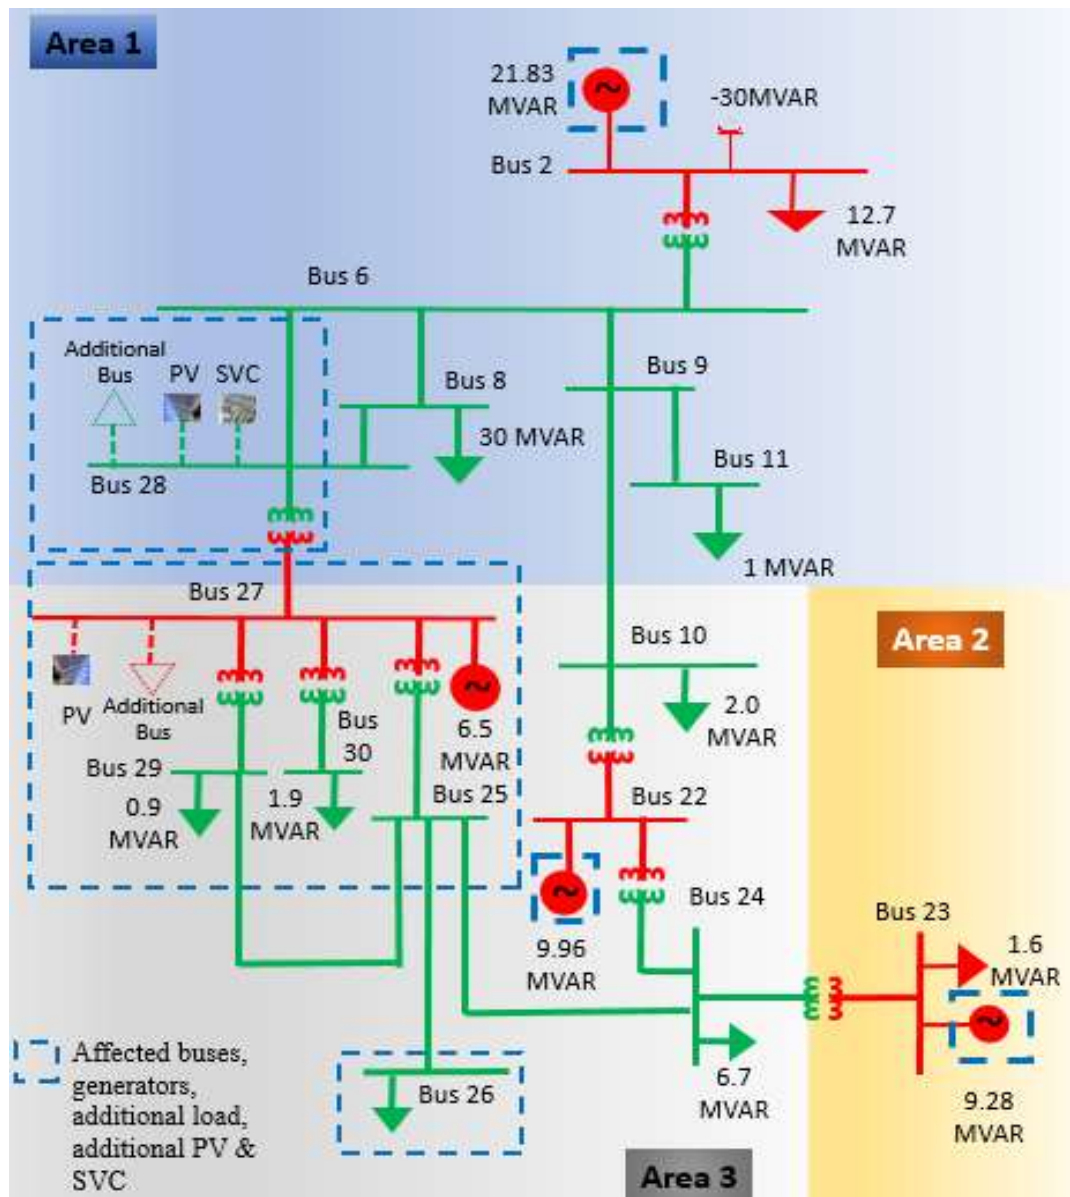 Area 1
21.83
MVAR
-30MVAR
Bus 2
12.7
MVAR
Bus 6
Additional
Bus
PV
SVC
Bus 8
Bus 9
30 MVAR
Bus 11
Bus 28
1 MVAR
Bus 27
Bus 10
Area 2
PV
Additional
Bus
6.5
MVAR
2.0
MVAR
Bus
30
Bus 29
0.9
MVAR
1.9
MVAR
Bus 25
Bus 22
Bus 24
Bus 23
9.96
MVAR
1.6
MVAR
Affected buses,
generators,
additional load,
additional PV &
SVC
Bus 26
6.7
MVAR
9.28
MVAR
Area 3